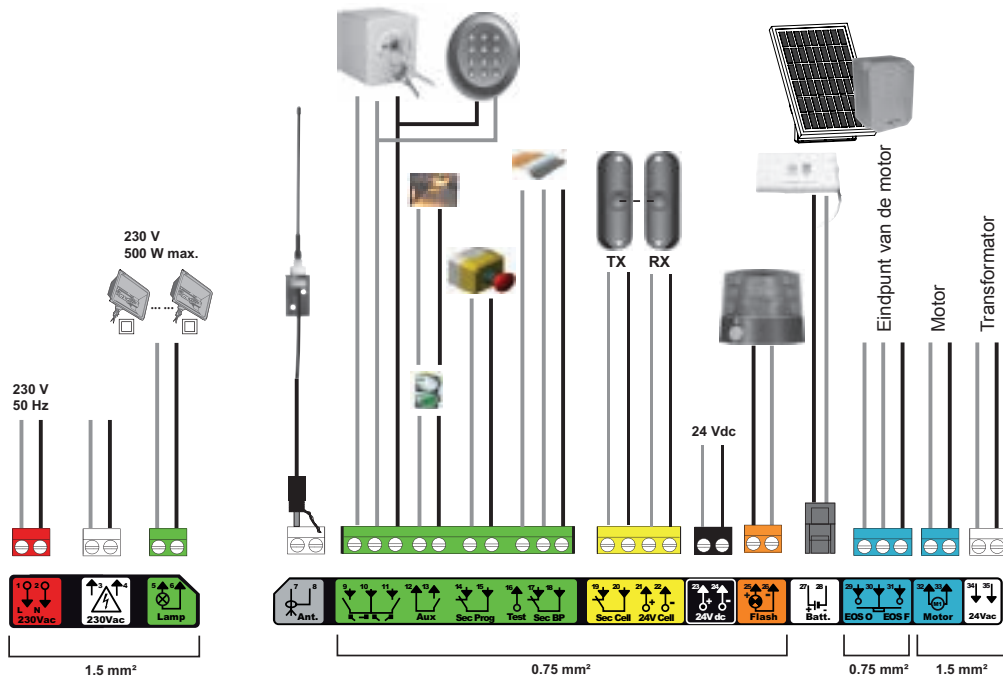 230 V
500 W max.
230 V
50 Hz
TX
RX
24 Vdc
Eindpunt van de motor
Motor
Transformator
1 2
L N
230Vac
3 4
230Vac
5 6
Lamp
7 8
Ant.
9 10 11
12 13
Aux
14 15
Sec Prog
16
Test
17 18
Sec BP
19 20
Sec Cell
21 22
+ -
24V Cell
23 24
+ -
24V dc
25 26
+ -
Flash
27 28
+ -
Batt.
29 30 31
EOS O EOS F
32 33
M1
Motor
34 35
24Vac
1.5 mm²
0.75 mm²
0.75 mm²
1.5 mm²